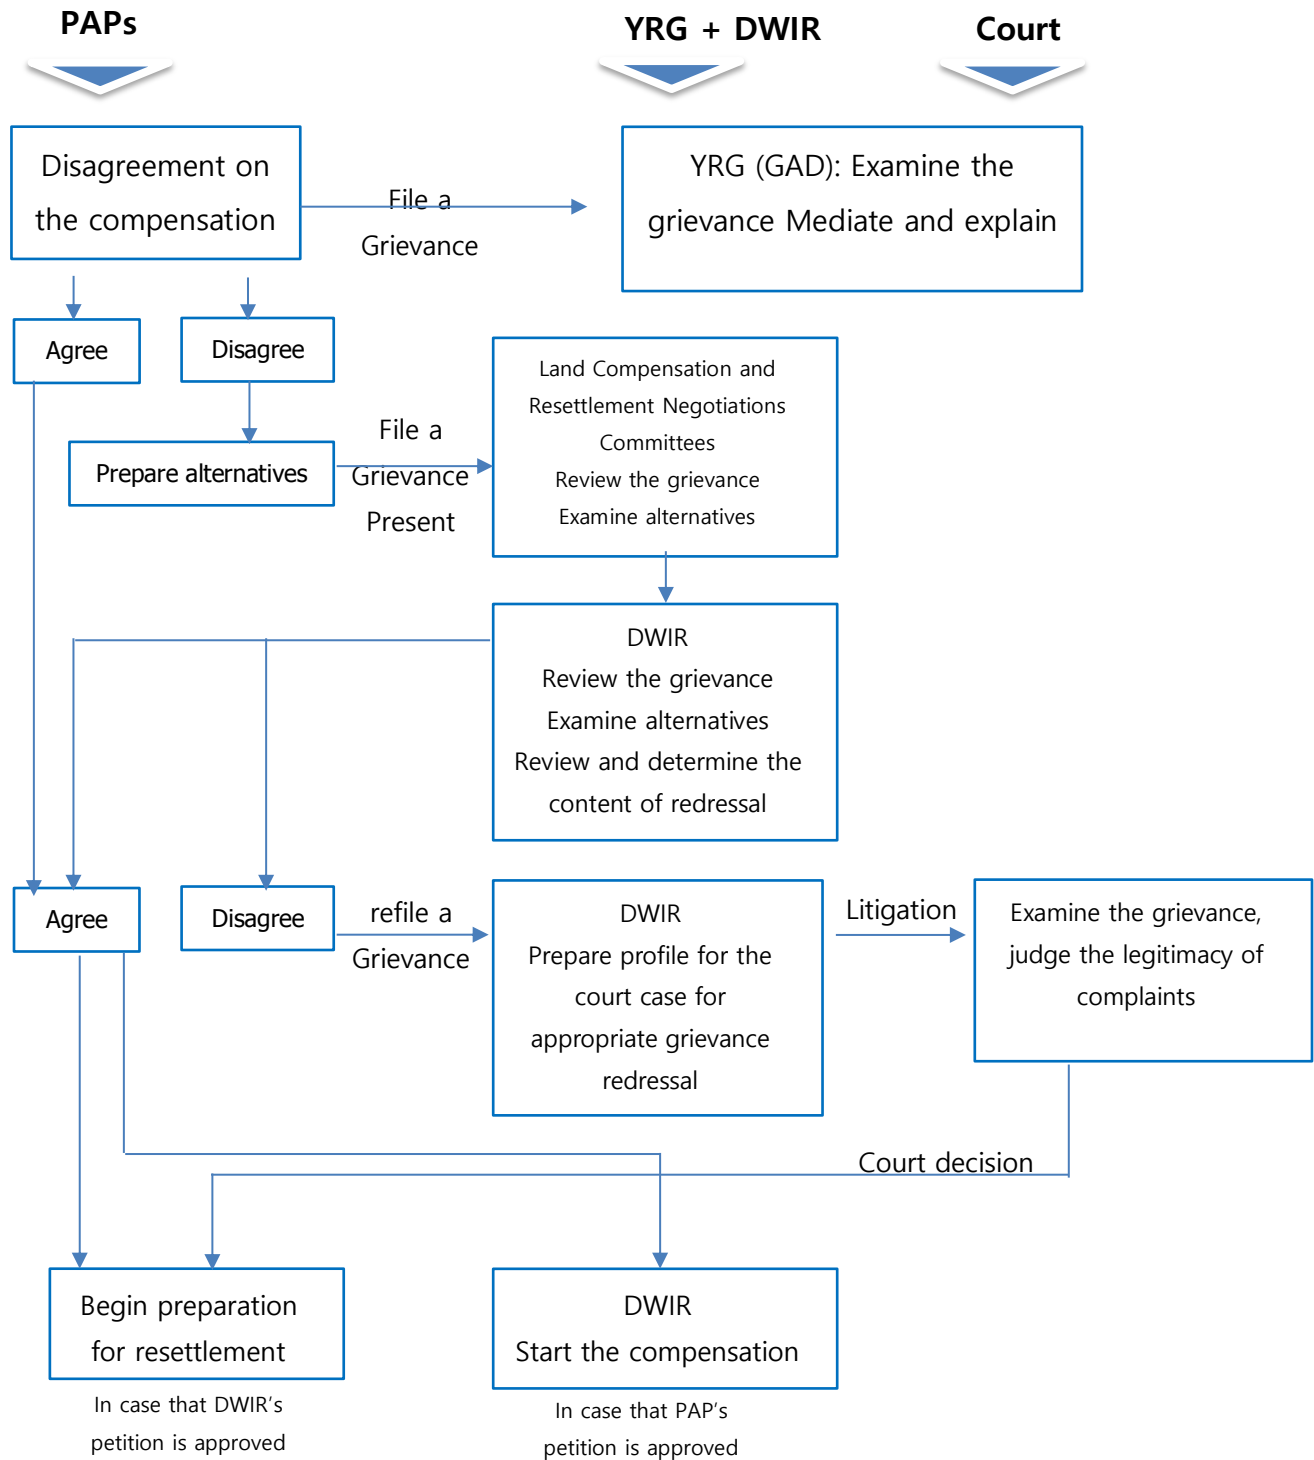 PAPs
YRG + DWIR
Court
Disagreement on
the compensation
File a
Grievance
YRG (GAD): Examine the
grievance Mediate and explain
Agree
Disagree
Prepare alternatives
File a
Grievance
Present
Land Compensation and
Resettlement Negotiations
Committees
Review the grievance
Examine alternatives
DWIR
Review the grievance
Examine alternatives
Review and determine the
content of redressal
Agree
Disagree
refile a
Grievance
DWIR
Prepare profile for the
court case for
appropriate grievance
redressal
Litigation
Examine the grievance,
judge the legitimacy of
complaints
Court decision
Begin preparation
for resettlement
In case that DWIR’s
petition is approved
DWIR
Start the compensation
In case that PAP’s
petition is approved